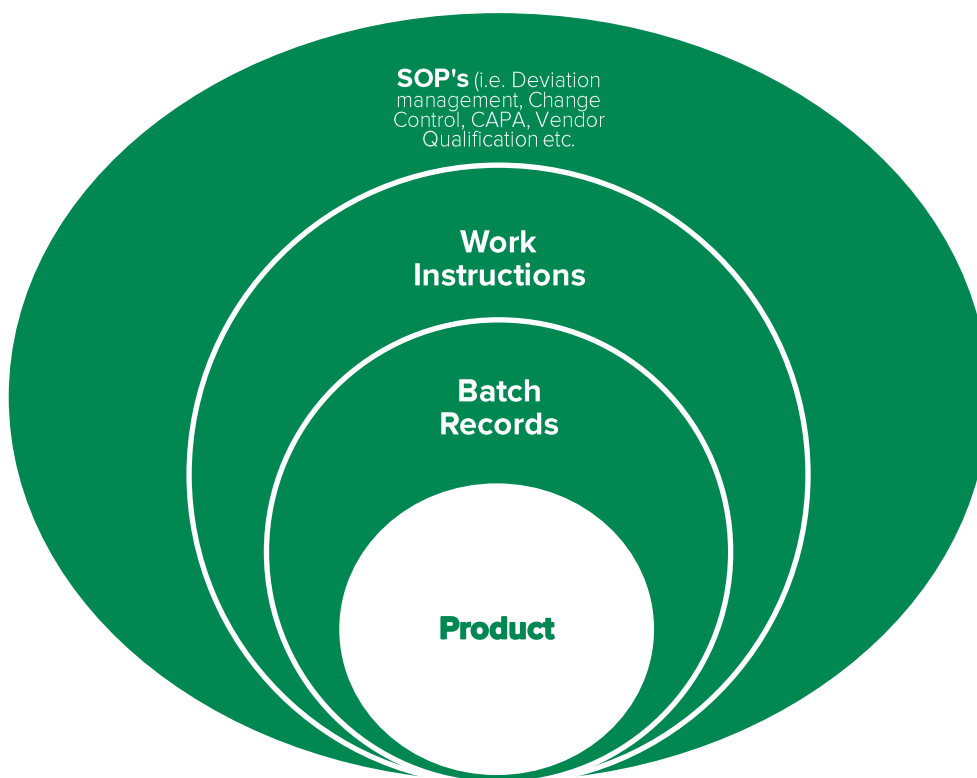 SOP's (i.e. Deviation
management, Change
Control, CAPA, Vendor
Qualification etc.
Work
Instructions
Batch
Records
Product